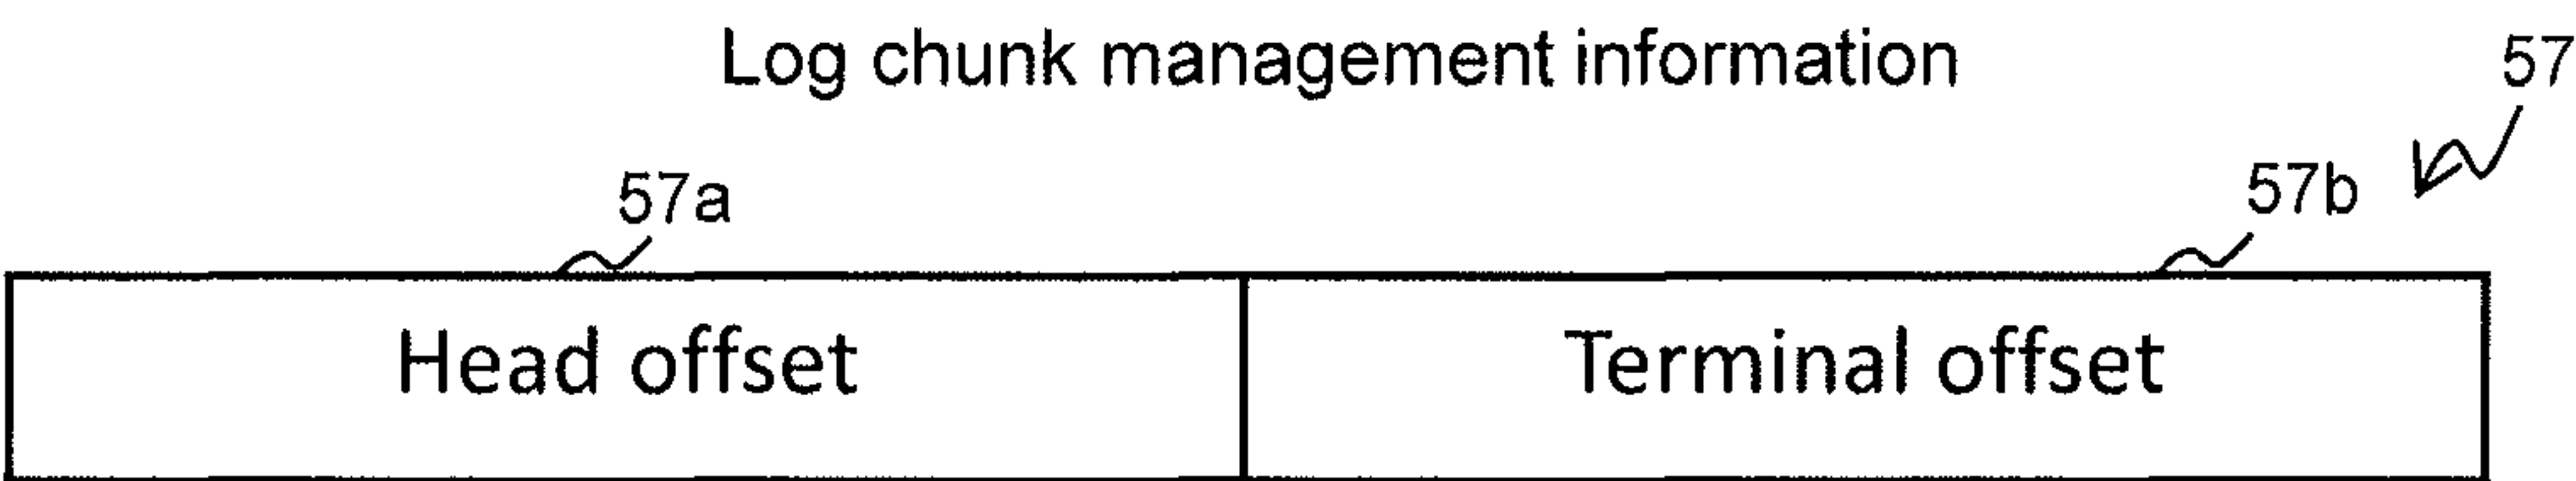 Log chunk management information
57
57a
57b
Head offset
Terminal offset